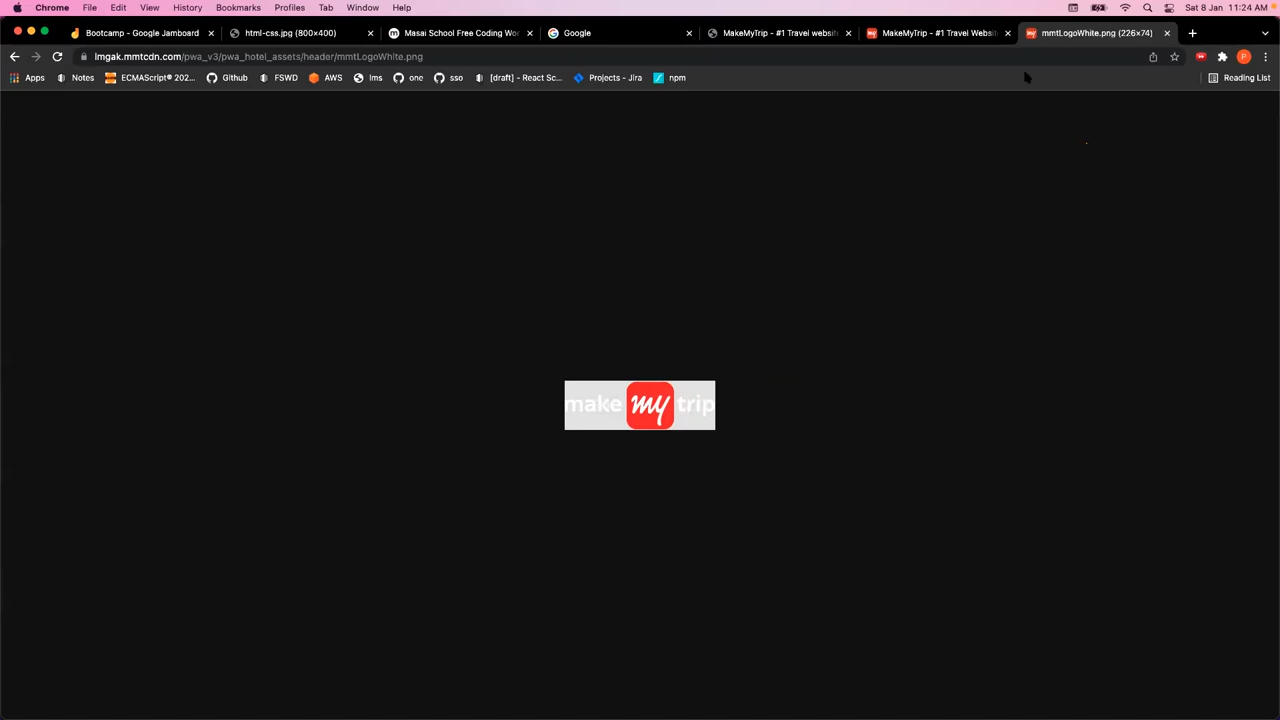 Chrome File Edit View History Bookmarks Profiles Tab Window Help Sat 8 Jan 11:24 AM
Bootcamp - Google Jamboard html-css.jpg (800×400) Masai School Free Coding Wo Google MakeMyTrip - #1 Travel websit MakeMyTrip - #1 Travel Websit mmtLogoWhite.png (226×74)
imgak.mmtcdn.com/pwa_v3/pwa_hotel_assets/header/mmtLogoWhite.png P
Apps Notes ECMAScript® 202... Github FSWD AWS lms one sso [draft] - React Sc... Projects - Jira npm Reading List
make my trip